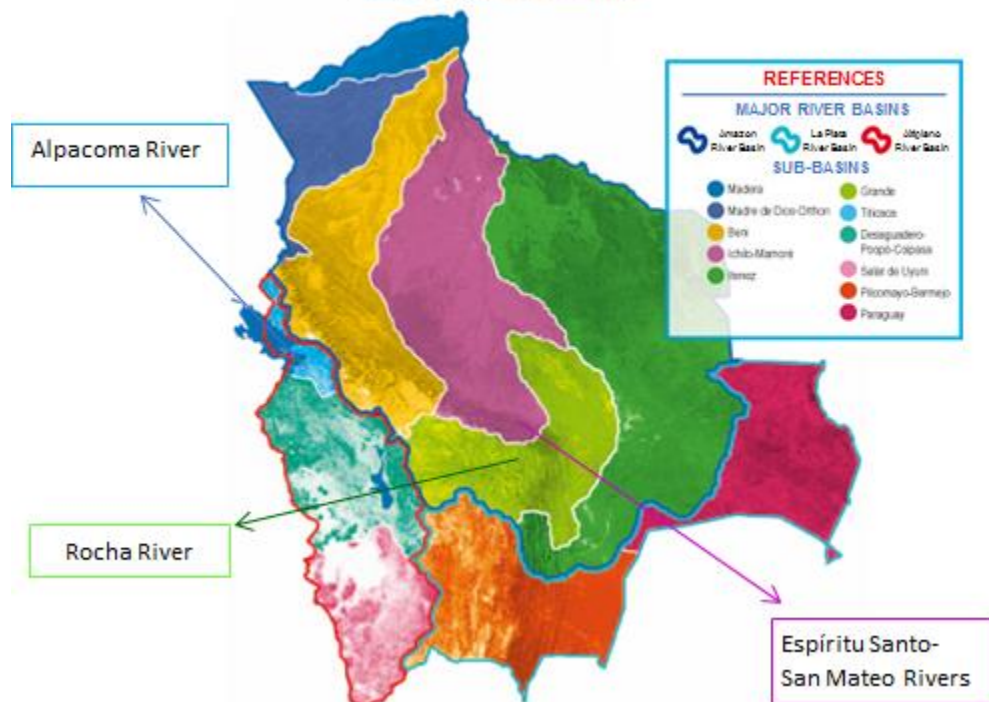 REFERENCES
MAJOR RIVER BASINS
Amazon
River Basin
La Plata
River Basin
Altiplano
River Basin
SUB-BASINS
Madera
Madre de Dios-Orthon
Beni
Ichilo-Mamoré
Itenez
Grande
Titicaca
Desaguadero-
Poopó-Coipasa
Salar de Uyuni
Pilcomayo-Bermejo
Paraguay
Alpacoma River
Rocha River
Espíritu Santo-
San Mateo Rivers